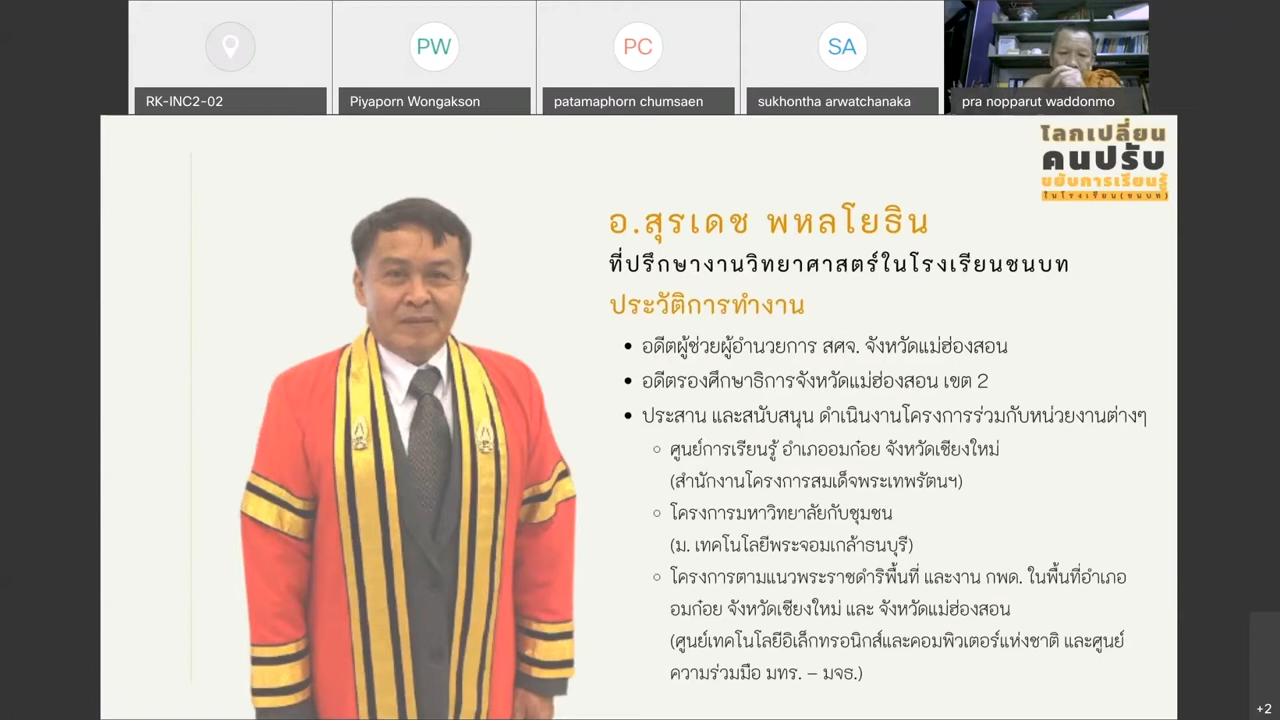 PW
PC
SA
RK-INC2-02
Piyaporn Wongakson
patamaphorn chumsaen
sukhontha arwatchanaka
pra nopparut waddonmo
โลกเปลี่ยน
คนปรับ
ขยับการเรียนรู้
ในโรงเรียน(ชนบท)
อ.สุรเดช พหลโยธิน
ที่ปรึกษางานวิทยาศาสตร์ในโรงเรียนชนบท
ประวัติการทำงาน
• อดีตผู้ช่วยผู้อำนวยการ สศจ. จังหวัดแม่ฮ่องสอน
• อดีตรองศึกษาธิการจังหวัดแม่ฮ่องสอน เขต 2
• ประสาน และสนับสนุน ดำเนินงานโครงการร่วมกับหน่วยงานต่างๆ
○ ศูนย์การเรียนรู้ อำเภออมก๋อย จังหวัดเชียงใหม่
(สำนักงานโครงการสมเด็จพระเทพรัตนฯ)
○ โครงการมหาวิทยาลัยกับชุมชน
(ม. เทคโนโลยีพระจอมเกล้าธนบุรี)
○ โครงการตามแนวพระราชดำริพื้นที่ และงาน กพด. ในพื้นที่อำเภอ
อมก๋อย จังหวัดเชียงใหม่ และ จังหวัดแม่ฮ่องสอน
(ศูนย์เทคโนโลยีอิเล็กทรอนิกส์และคอมพิวเตอร์แห่งชาติ และศูนย์
ความร่วมมือ มทร. – มจธ.)
+2